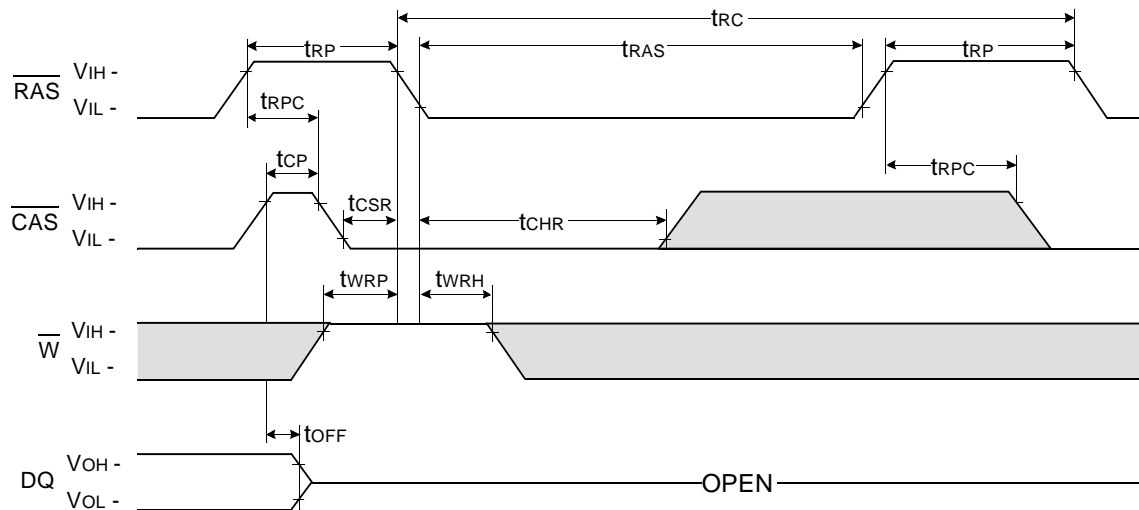 tRC
tRP tRAS tRP
RAS VIH -
VIL -
tRPC
tCP tRPC
CAS VIH -
VIL -
tCSR tCHR
tWRP tWRH
W VIH -
VIL -
tOFF
DQ VOH -
VOL -
OPEN